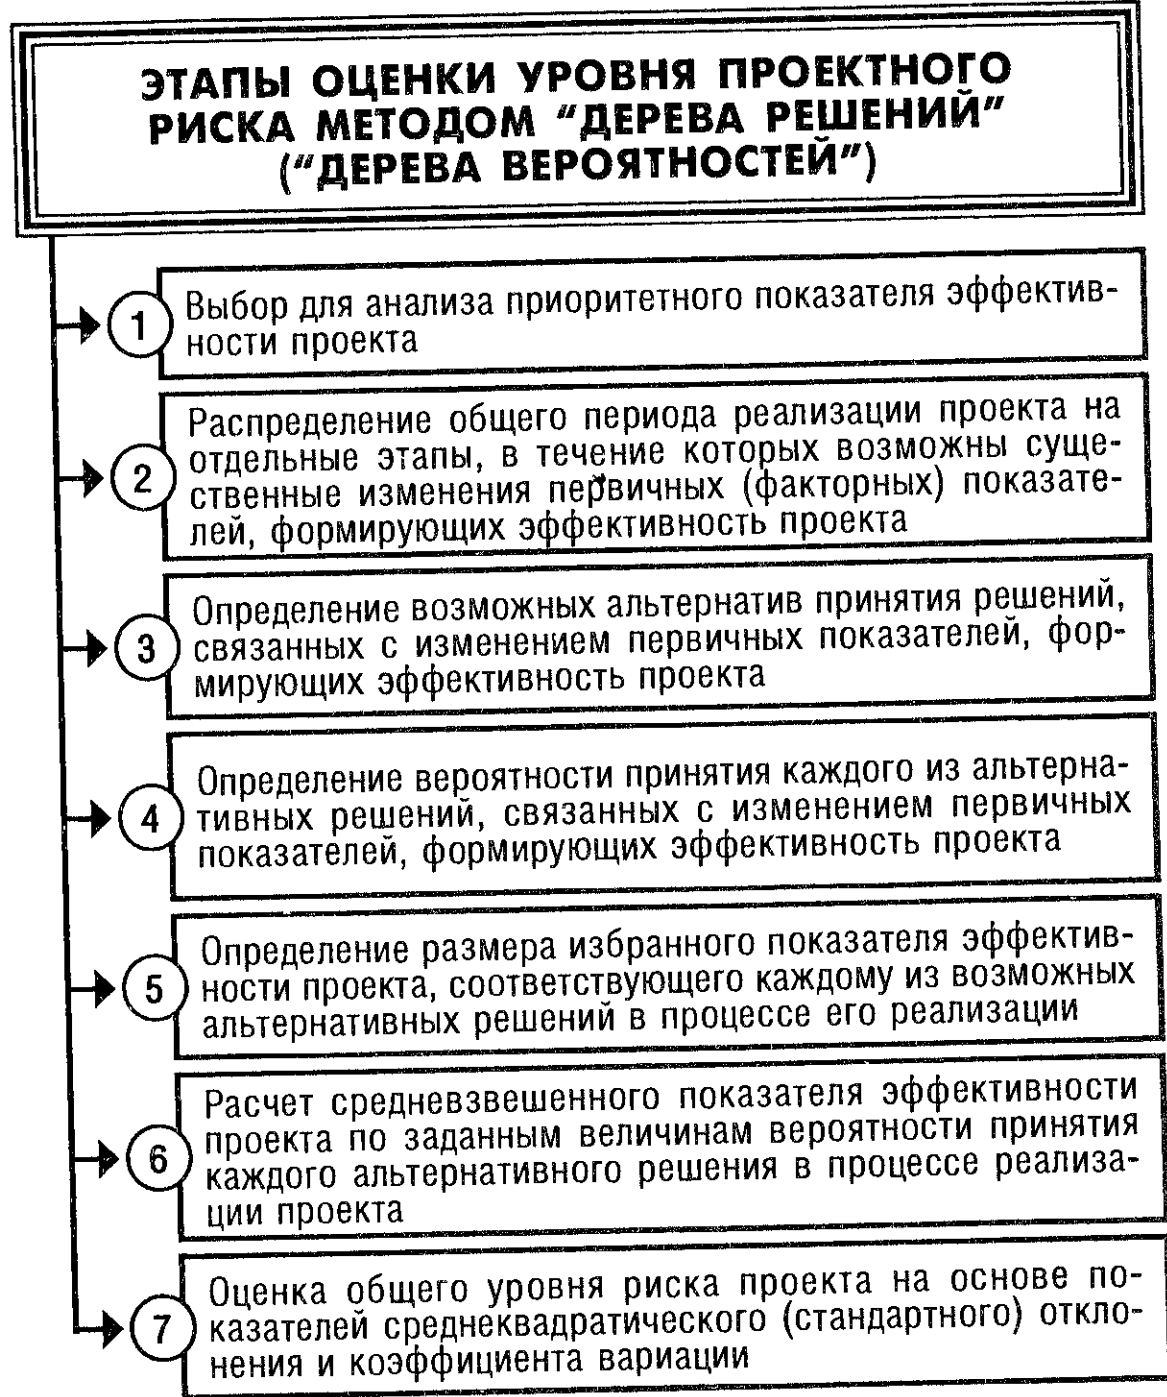 ЭТАПЫ ОЦЕНКИ УРОВНЯ ПРОЕКТНОГО
РИСКА МЕТОДОМ "ДЕРЕВА РЕШЕНИЙ"
("ДЕРЕВА ВЕРОЯТНОСТЕЙ")
1
Выбор для анализа приоритетного показателя эффектив-
ности проекта
2
Распределение общего периода реализации проекта на
отдельные этапы, в течение которых возможны суще-
ственные изменения первичных (факторных) показате-
лей, формирующих эффективность проекта
3
Определение возможных альтернатив принятия решений,
связанных с изменением первичных показателей, фор-
мирующих эффективность проекта
4
Определение вероятности принятия каждого из альтерна-
тивных решений, связанных с изменением первичных
показателей, формирующих эффективность проекта
5
Определение размера избранного показателя эффектив-
ности проекта, соответствующего каждому из возможных
альтернативных решений в процессе его реализации
6
Расчет средневзвешенного показателя эффективности
проекта по заданным величинам вероятности принятия
каждого альтернативного решения в процессе реализа-
ции проекта
7
Оценка общего уровня риска проекта на основе по-
казателей среднеквадратического (стандартного) откло-
нения и коэффициента вариации